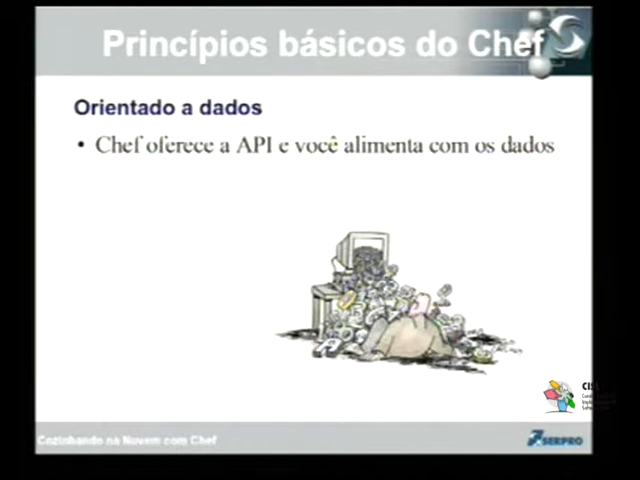 Princípios básicos do Chef
Orientado a dados
• Chef oferece a API e você alimenta com os dados
Cozinhando na Nuvem com Chef
SERPRO